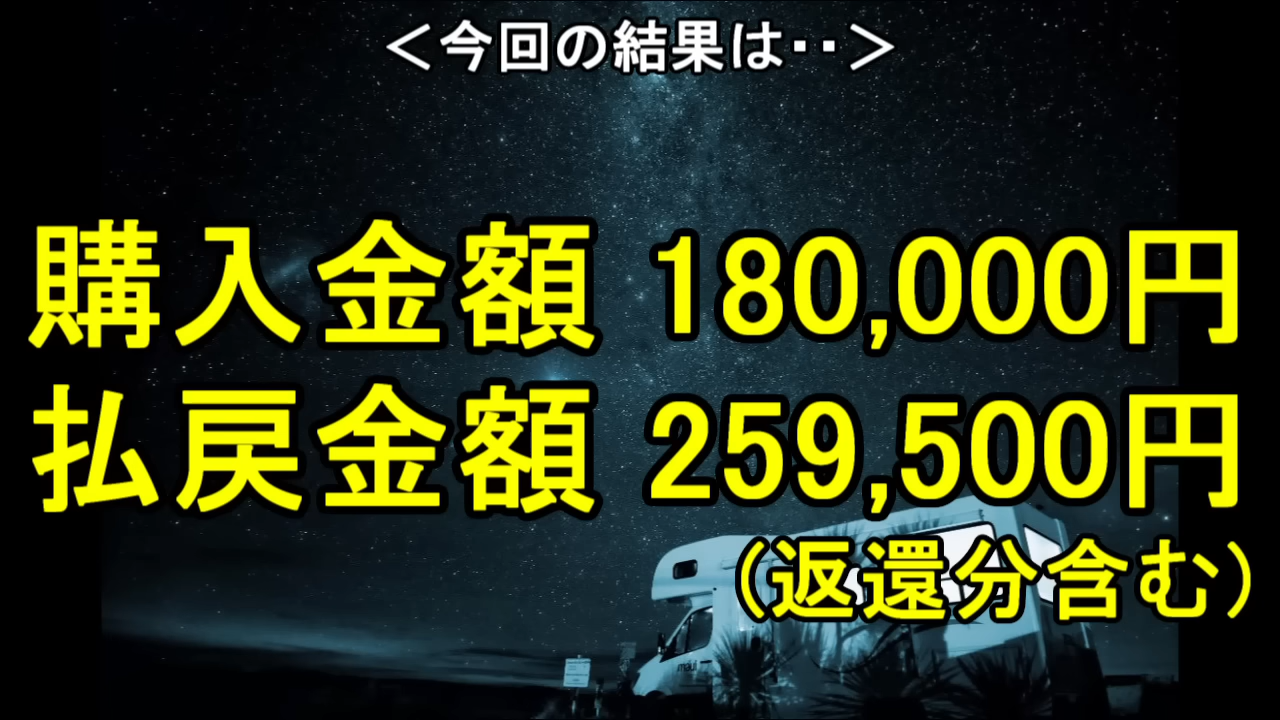 ＜今回の結果は‥＞
購入金額 180,000円
払戻金額 259,500円
(返還分含む)
maui